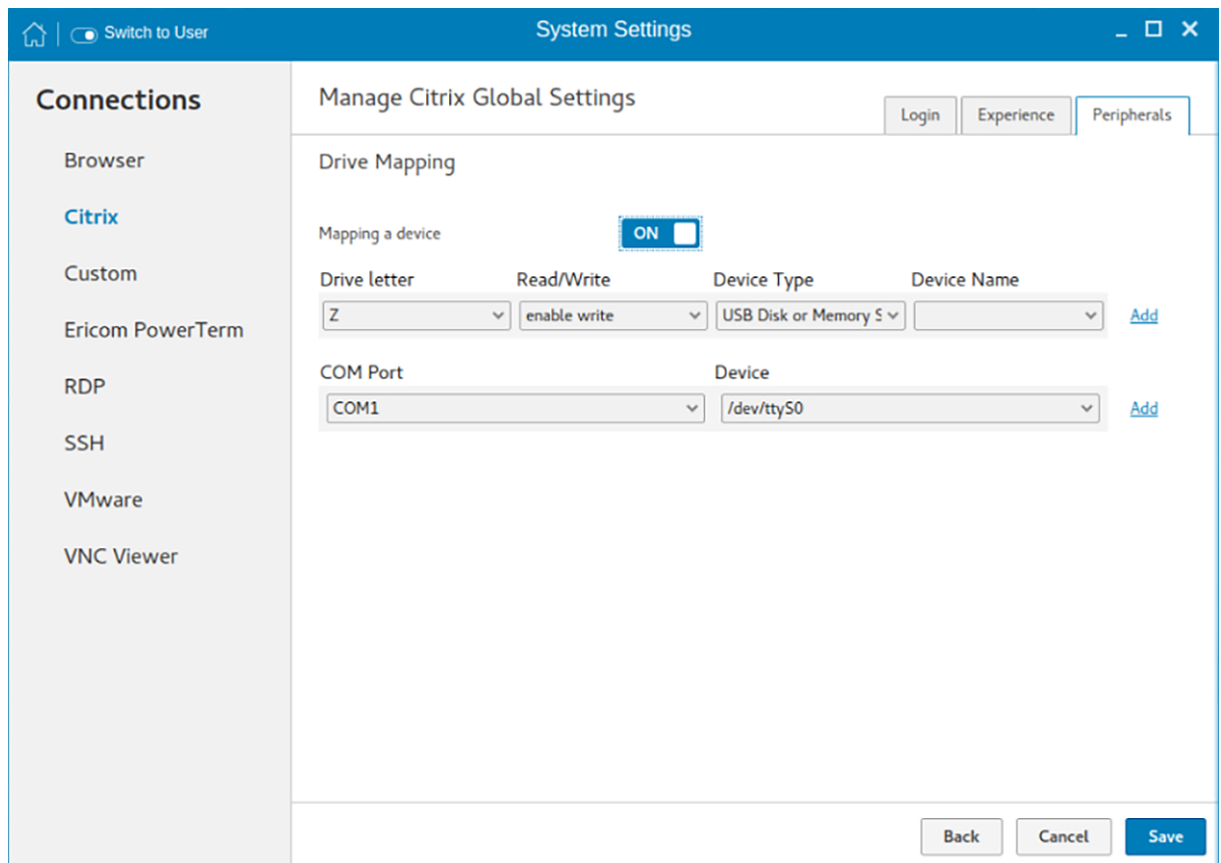 Switch to User
System Settings
Connections
Browser
Citrix
Custom
Ericom PowerTerm
RDP
SSH
VMware
VNC Viewer
Manage Citrix Global Settings
Login Experience Peripherals
Drive Mapping
Mapping a device ON
Drive letter Read/Write Device Type Device Name
Z enable write USB Disk or Memory S Add
COM Port Device
COM1 /dev/ttyS0 Add
Back Cancel Save